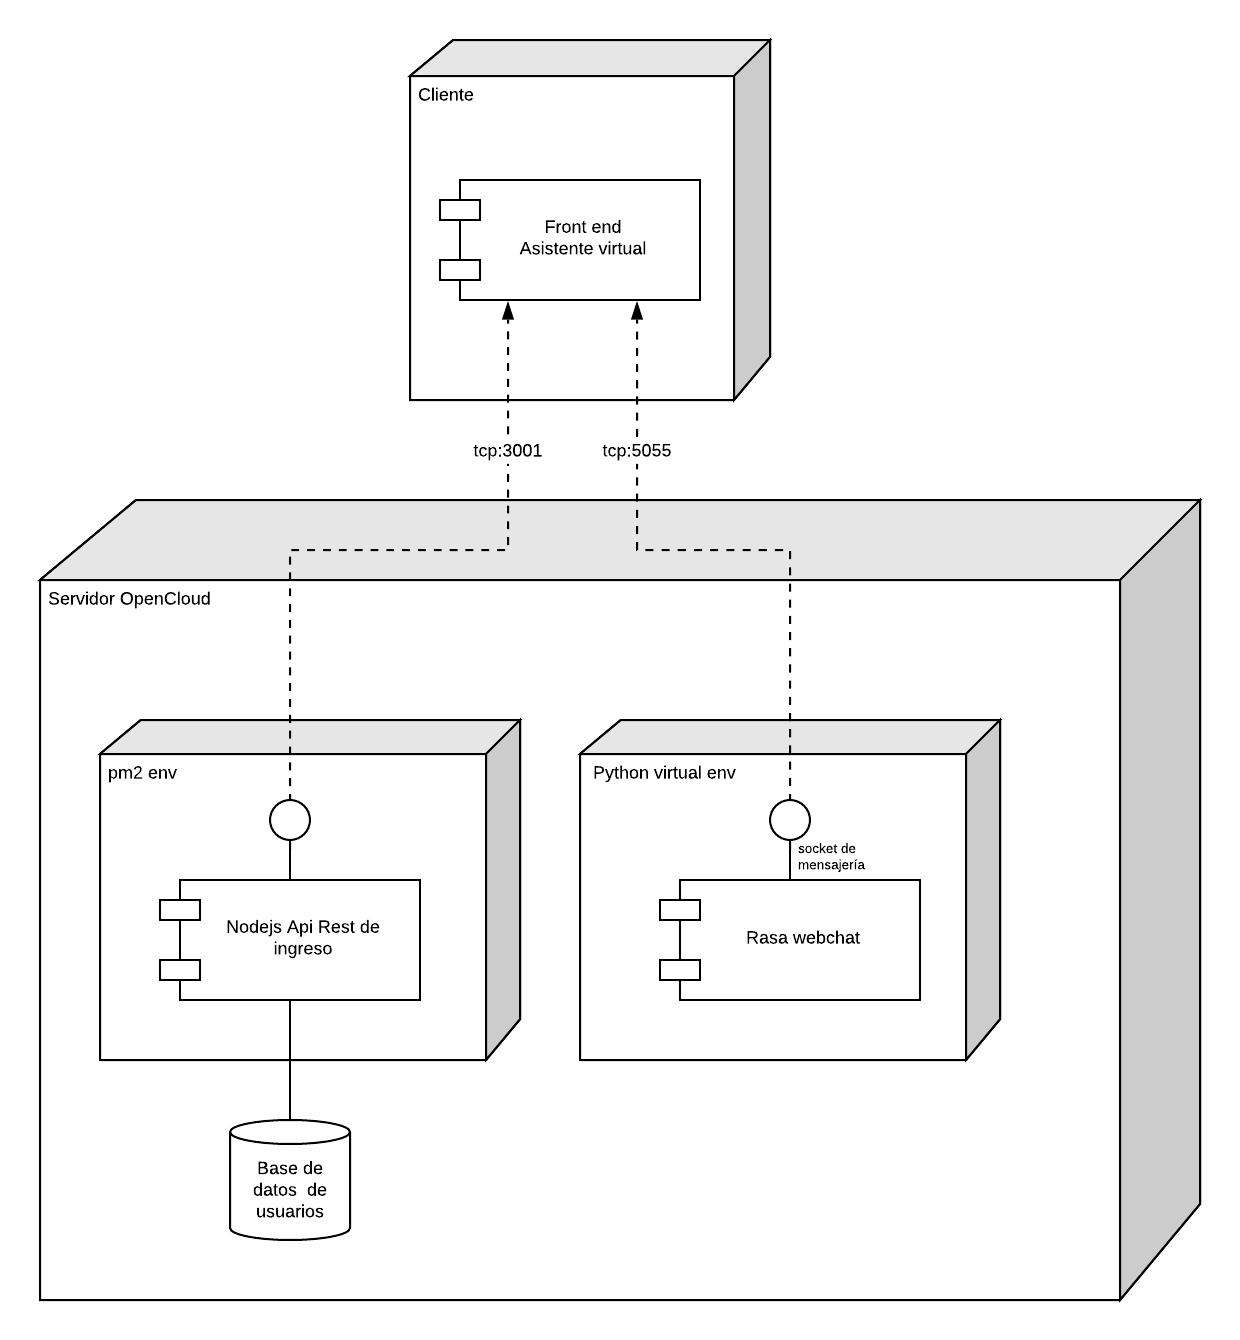 Cliente
Front end
Asistente virtual
tcp:3001
tcp:5055
Servidor OpenCloud
pm2 env
Python virtual env
socket de
mensajería
Nodejs Api Rest de
ingreso
Rasa webchat
Base de
datos  de
usuarios